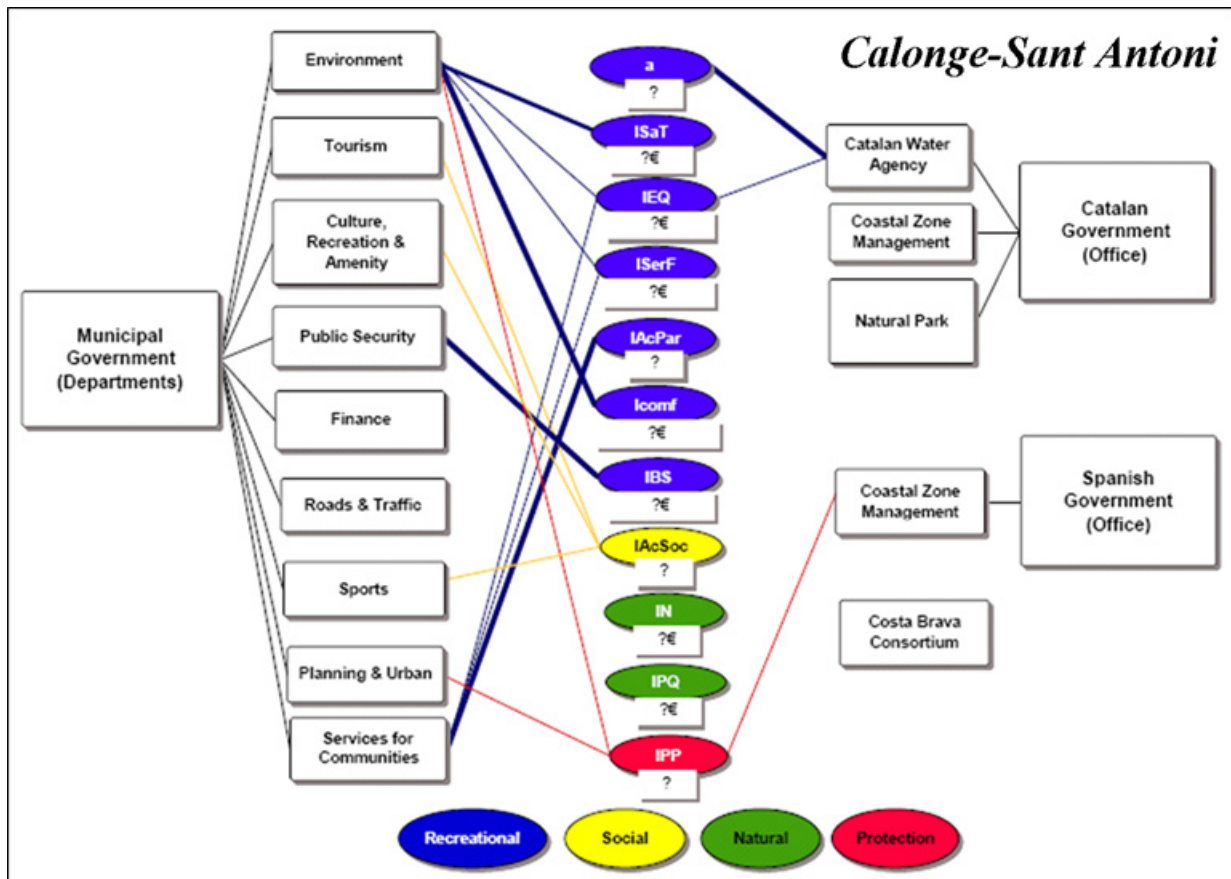 Calonge-Sant Antoni
Municipal
Government
(Departments)
Environment
Tourism
Culture,
Recreation &
Amenity
Public Security
Finance
Roads & Traffic
Sports
Planning & Urban
Services for
Communities
a
?
ISaT
?€
IEQ
?€
ISerF
?€
IAcPar
?
Icomf
?€
IBS
?€
IAcSoc
?
IN
?€
IPQ
?€
IPP
?
Catalan Water
Agency
Coastal Zone
Management
Natural Park
Catalan
Government
(Office)
Coastal Zone
Management
Spanish
Government
(Office)
Costa Brava
Consortium
Recreational
Social
Natural
Protection